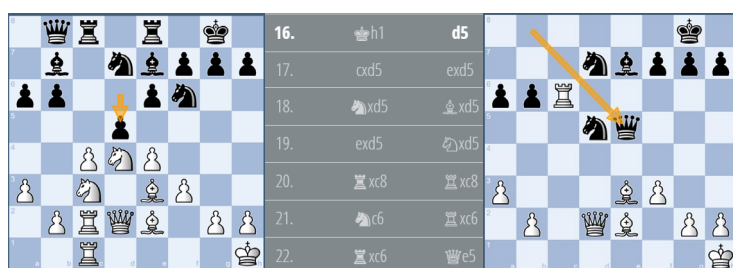 16. ♚h1 d5
17. cxd5 exd5
18. ♞xd5 ♝xd5
19. exd5 ♘xd5
20. ♜xc8 ♖xc8
21. ♞c6 ♖xc6
22. ♜xc6 ♕e5